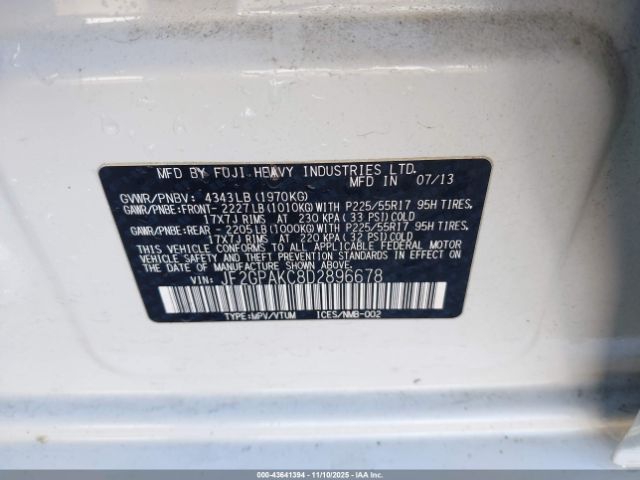 MFD BY FUJI HEAVY INDUSTRIES LTD.
MFD IN 07/13
GVWR/PNBV: 4343LB(1970KG)
GAWR/PNBE:FRONT- 2227LB(1010KG)WITH P225/55R17 95H TIRES,
17X7J RIMS AT 230 KPA( 33 PSI)COLD
GAWR/PNBE:REAR - 2205LB(1000KG)WITH P225/55R17 95H TIRES,
17X7J RIMS AT 220 KPA( 32 PSI)COLD
THIS VEHICLE CONFORMS TO ALL APPLICABLE FEDERAL MOTOR
VEHICLE SAFETY AND THEFT PREVENTION STANDARDS IN EFFECT ON
THE DATE OF MANUFACTURE SHOWN ABOVE.
VIN: JF2GPAKC8D2896678
TYPE:MPV/VTUM ICES/NMB-002
000-43641394 - 11/10/2025 - IAAI.COM